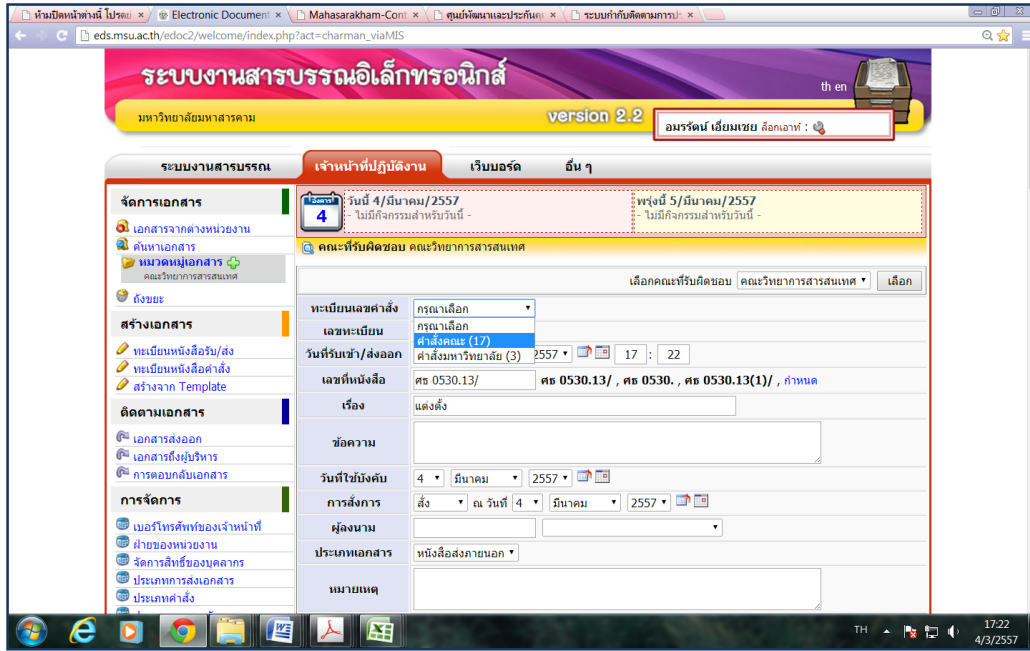 ห้ามปิดหน้าต่างนี้ โปรดย่
Electronic Document
Mahasarakham-Cont
ศูนย์พัฒนาและประกันคุ
ระบบกำกับติดตามการป
eds.msu.ac.th/edoc2/welcome/index.php?act=charman_viaMIS
ระบบงานสารบรรณอิเล็กทรอนิกส์
th en
มหาวิทยาลัยมหาสารคาม
version 2.2
อมรรัตน์ เอี่ยมเชย ล็อกเอาท์ :
ระบบงานสารบรรณ
เจ้าหน้าที่ปฏิบัติงาน
เว็บบอร์ด
อื่น ๆ
จัดการเอกสาร
เอกสารจากต่างหน่วยงาน
ค้นหาเอกสาร
หมวดหมู่เอกสาร
คณะวิทยาการสารสนเทศ
ถังขยะ
สร้างเอกสาร
ทะเบียนหนังสือรับ/ส่ง
ทะเบียนหนังสือคำสั่ง
สร้างจาก Template
ติดตามเอกสาร
เอกสารส่งออก
เอกสารถึงผู้บริหาร
การตอบกลับเอกสาร
การจัดการ
เบอร์โทรศัพท์ของเจ้าหน้าที่
ฝ่ายของหน่วยงาน
จัดการสิทธิ์ของบุคลากร
ประเภทการส่งเอกสาร
ประเภทคำสั่ง
อังคาร
4
วันนี้ 4/มีนาคม/2557
- ไม่มีกิจกรรมสำหรับวันนี้ -
พรุ่งนี้ 5/มีนาคม/2557
- ไม่มีกิจกรรมสำหรับวันนี้ -
คณะที่รับผิดชอบ คณะวิทยาการสารสนเทศ
เลือกคณะที่รับผิดชอบ คณะวิทยาการสารสนเทศ เลือก
ทะเบียนเลขคำสั่ง กรุณาเลือก
กรุณาเลือก
คำสั่งคณะ (17)
คำสั่งมหาวิทยาลัย (3)
เลขทะเบียน
วันที่รับเข้า/ส่งออก 2557 17 : 22
เลขที่หนังสือ ศธ 0530.13/ ศธ 0530.13/ , ศธ 0530. , ศธ 0530.13(1)/ , กำหนด
เรื่อง แต่งตั้ง
ข้อความ
วันที่ใช้บังคับ 4 มีนาคม 2557
การสั่งการ สั่ง ณ วันที่ 4 มีนาคม 2557
ผู้ลงนาม
ประเภทเอกสาร หนังสือส่งภายนอก
หมายเหตุ
TH
17:22
4/3/2557